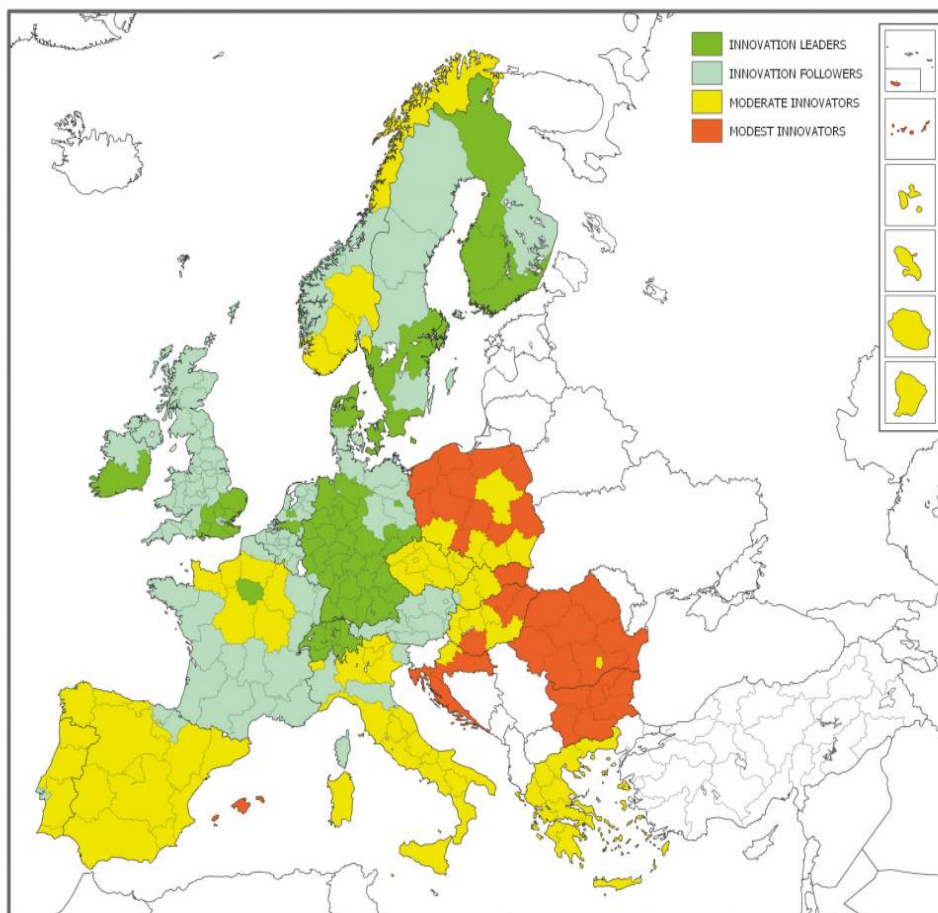 INNOVATION LEADERS
INNOVATION FOLLOWERS
MODERATE INNOVATORS
MODEST INNOVATORS